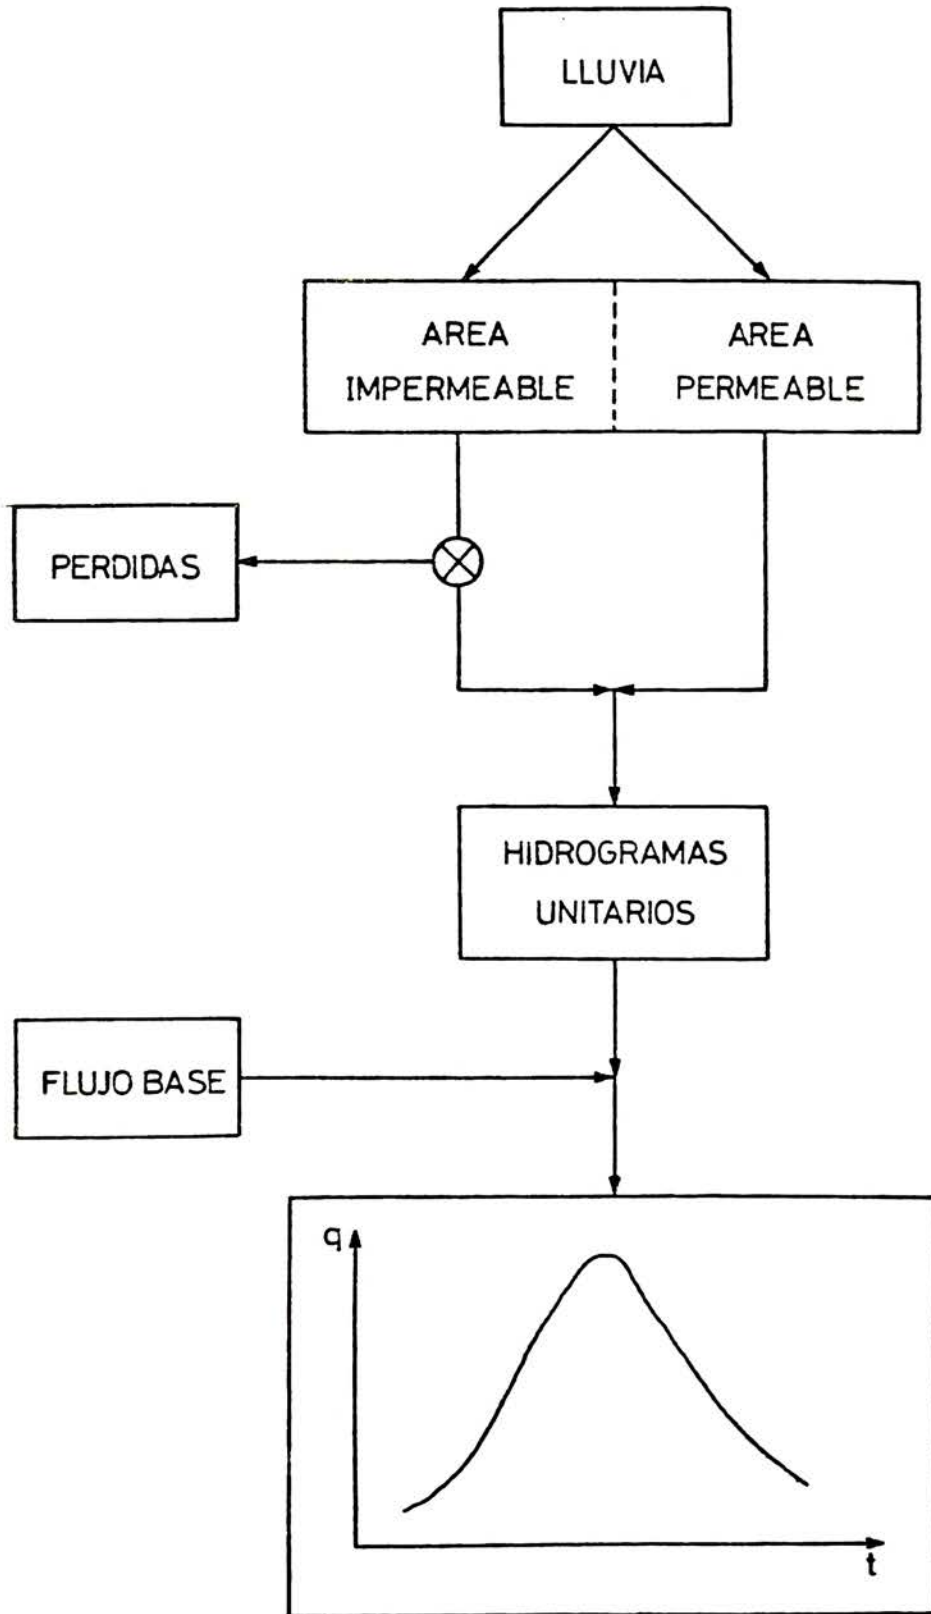 LLUVIA
AREA
IMPERMEABLE
AREA
PERMEABLE
PERDIDAS
HIDROGRAMAS
UNITARIOS
FLUJO BASE
q
t